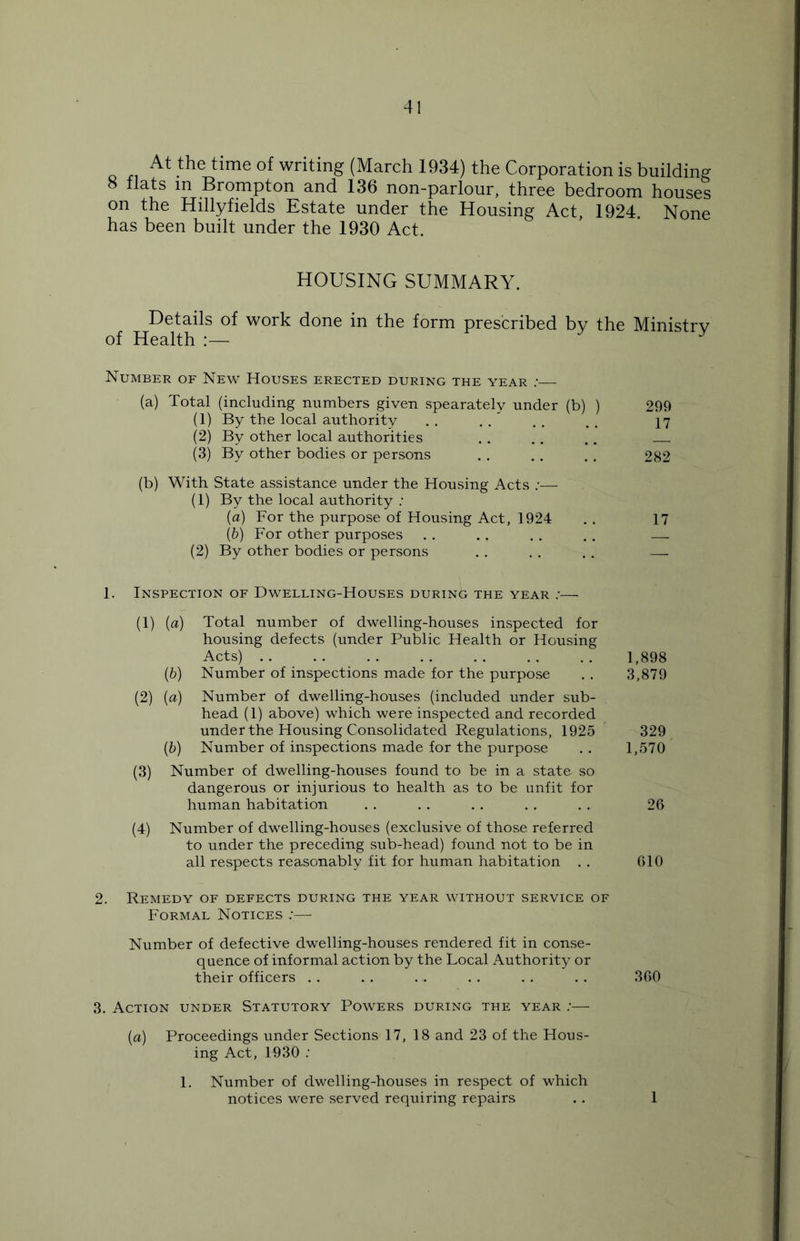 41
At the time of writing (March 1934) the Corporation is building
8 flats in Brompton and 136 non-parlour, three bedroom houses
on the Hillyfields Estate under the Housing Act, 1924. None
has been built under the 1930 Act.
HOUSING SUMMARY.
Details of work done in the form prescribed by the Ministry
of Health :—
Number of New Houses erected during the year :—
(a) Total (including numbers given spearately under (b) ) 299
(1) By the local authority .. .. .. .. 17
(2) By other local authorities .. .. .. —
(3) By other bodies or persons .. .. .. 282
(b) With State assistance under the Housing Acts :—
(1) By the local authority :
(a) For the purpose of Housing Act, 1924 .. 17
(b) For other purposes .. .. .. .. —
(2) By other bodies or persons .. .. .. —
1. Inspection of Dwelling-Houses during the year :—
(1) (a) Total number of dwelling-houses inspected for
housing defects (under Public Health or Housing
Acts) .. .. .. .. .. .. .. 1,898
(b) Number of inspections made for the purpose .. 3,879
(2) (a) Number of dwelling-houses (included under sub-
head (1) above) which were inspected and recorded
under the Housing Consolidated Regulations, 1925 329
(b) Number of inspections made for the purpose .. 1,570
(3) Number of dwelling-houses found to be in a state so
dangerous or injurious to health as to be unfit for
human habitation .. .. .. .. .. 26
(4) Number of dwelling-houses (exclusive of those referred
to under the preceding sub-head) found not to be in
all respects reasonably fit for human habitation .. 610
2. Remedy of defects during the year without service of
Formal Notices :—
Number of defective dwelling-houses rendered fit in conse-
quence of informal action by the Local Authority or
their officers .. .. .. .. .. .. 360
3. Action under Statutory Powers during the year :—
(a) Proceedings under Sections 17, 18 and 23 of the Hous-
ing Act, 1930 :
1. Number of dwelling-houses in respect of which
notices were served requiring repairs .. 1